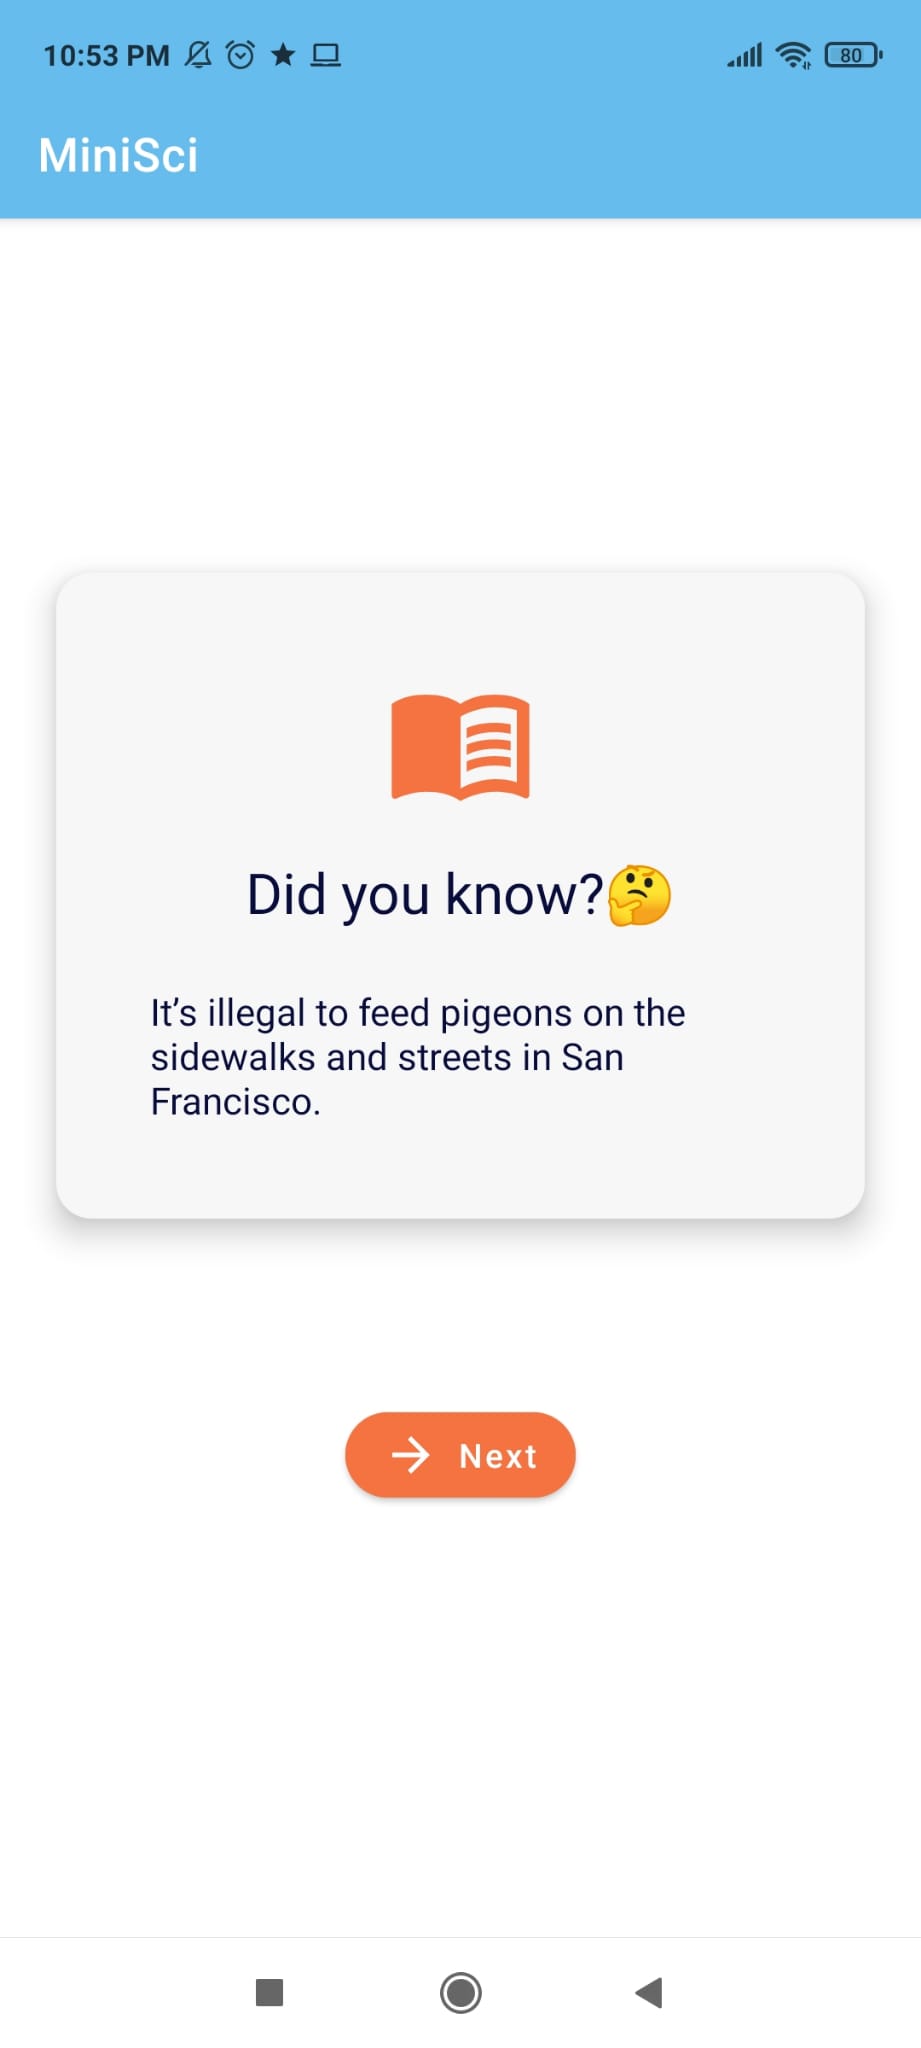 10:53 PM
80
MiniSci
Did you know?🤔
It’s illegal to feed pigeons on the
sidewalks and streets in San
Francisco.
Next